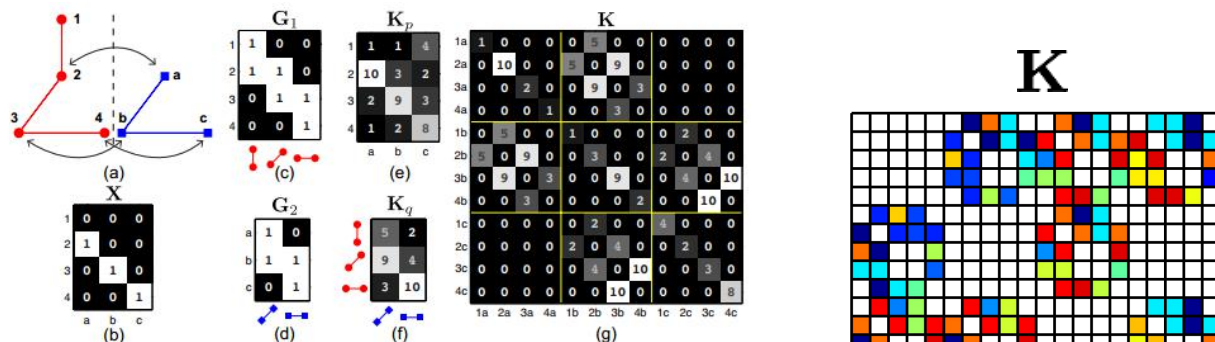 1
2
3
4
a
b
c
(a)
X
1 0 0 0
2 1 0 0
3 0 1 0
4 0 0 1
a b c
(b)
G1
1 1 0 0
2 1 1 0
3 0 1 1
4 0 0 1
(c)
G2
a 1 0
b 1 1
c 0 1
(d)
Kp
1 1 1 4
2 10 3 2
3 2 9 3
4 1 2 8
a b c
(e)
Kq
5 2
9 4
3 10
(f)
K
1a 1 0 0 0 0 5 0 0 0 0 0 0
2a 0 10 0 0 5 0 9 0 0 0 0 0
3a 0 0 2 0 0 9 0 3 0 0 0 0
4a 0 0 0 1 0 0 3 0 0 0 0 0
1b 0 5 0 0 1 0 0 0 0 2 0 0
2b 5 0 9 0 0 3 0 0 2 0 4 0
3b 0 9 0 3 0 0 9 0 0 4 0 10
4b 0 0 3 0 0 0 0 2 0 0 10 0
1c 0 0 0 0 0 2 0 0 4 0 0 0
2c 0 0 0 0 2 0 4 0 0 2 0 0
3c 0 0 0 0 0 4 0 10 0 0 3 0
4c 0 0 0 0 0 0 10 0 0 0 0 8
1a 2a 3a 4a 1b 2b 3b 4b 1c 2c 3c 4c
(g)
K